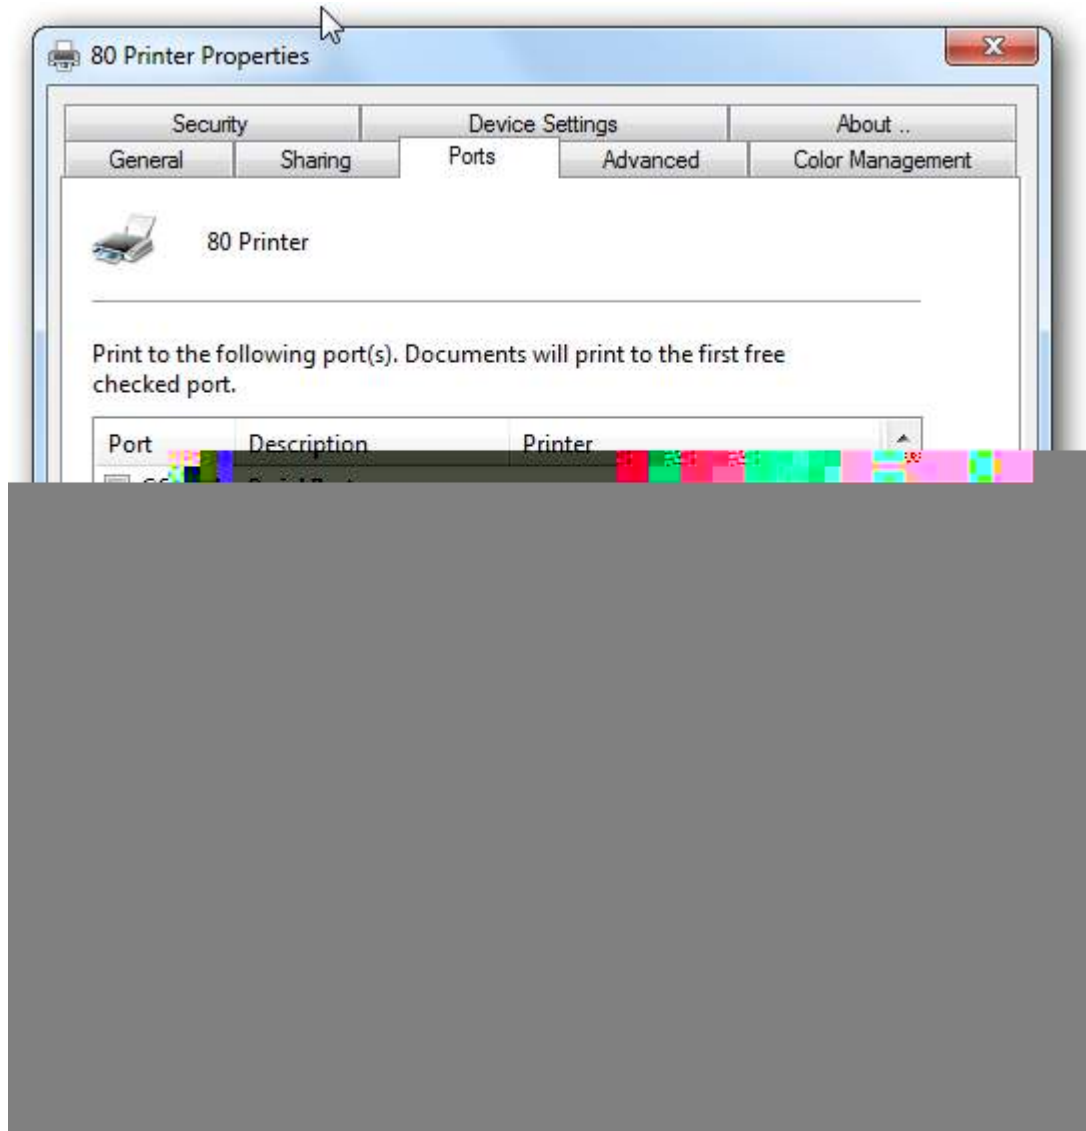 80 Printer Properties
Security Device Settings About ..
General Sharing Ports Advanced Color Management
80 Printer
Print to the following port(s). Documents will print to the first free
checked port.
Port Description Printer